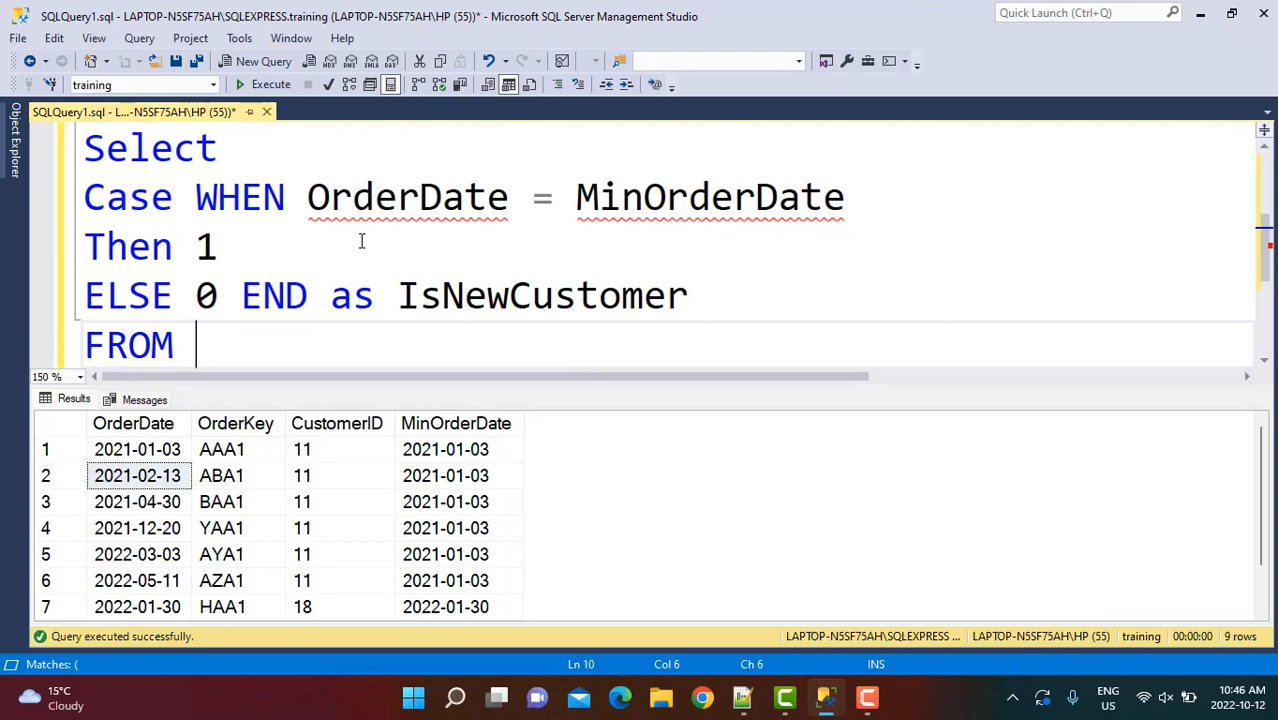 SQLQuery1.sql - LAPTOP-N5SF75AH\SQLEXPRESS.training (LAPTOP-N5SF75AH\HP (55))* - Microsoft SQL Server Management Studio
Quick Launch (Ctrl+Q)
File Edit View Query Project Tools Window Help
New Query
training Execute
SQLQuery1.sql - L...-N5SF75AH\HP (55))*
Object Explorer
Select
Case WHEN OrderDate = MinOrderDate
Then 1
ELSE 0 END as IsNewCustomer
FROM
150 %
Results Messages
OrderDate OrderKey CustomerID MinOrderDate
1 2021-01-03 AAA1 11 2021-01-03
2 2021-02-13 ABA1 11 2021-01-03
3 2021-04-30 BAA1 11 2021-01-03
4 2021-12-20 YAA1 11 2021-01-03
5 2022-03-03 AYA1 11 2021-01-03
6 2022-05-11 AZA1 11 2021-01-03
7 2022-01-30 HAA1 18 2022-01-30
Query executed successfully. LAPTOP-N5SF75AH\SQLEXPRESS ... LAPTOP-N5SF75AH\HP (55) training 00:00:00 9 rows
Matches: ( Ln 10 Col 6 Ch 6 INS
15°C
Cloudy
ENG
US
10:46 AM
2022-10-12